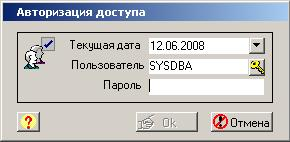 Авторизация доступа
Текущая дата 12.06.2008
Пользователь SYSDBA
Пароль
? Ok Отмена